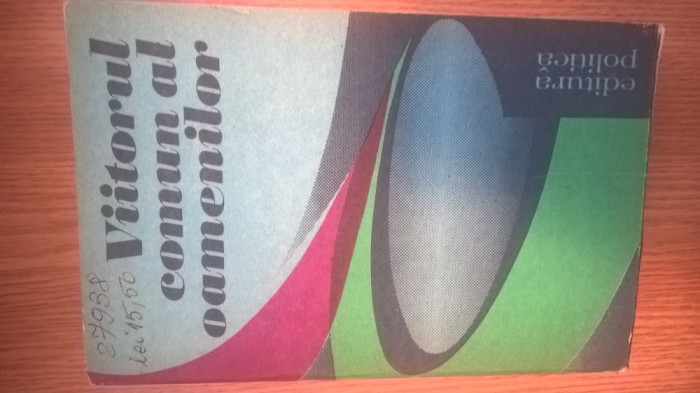 Viitorul
comun al
oamenilor
27938
lei 15,50
editura
politică